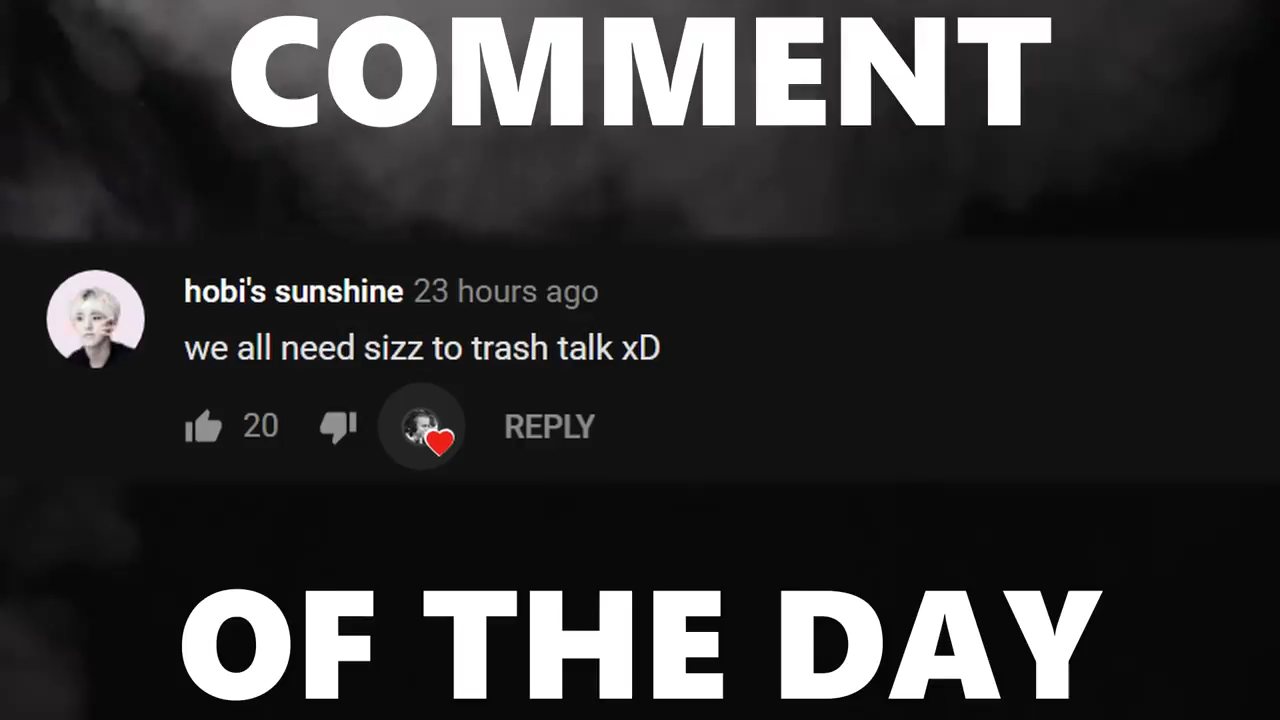 COMMENT
hobi's sunshine 23 hours ago
we all need sizz to trash talk xD
20 REPLY
OF THE DAY